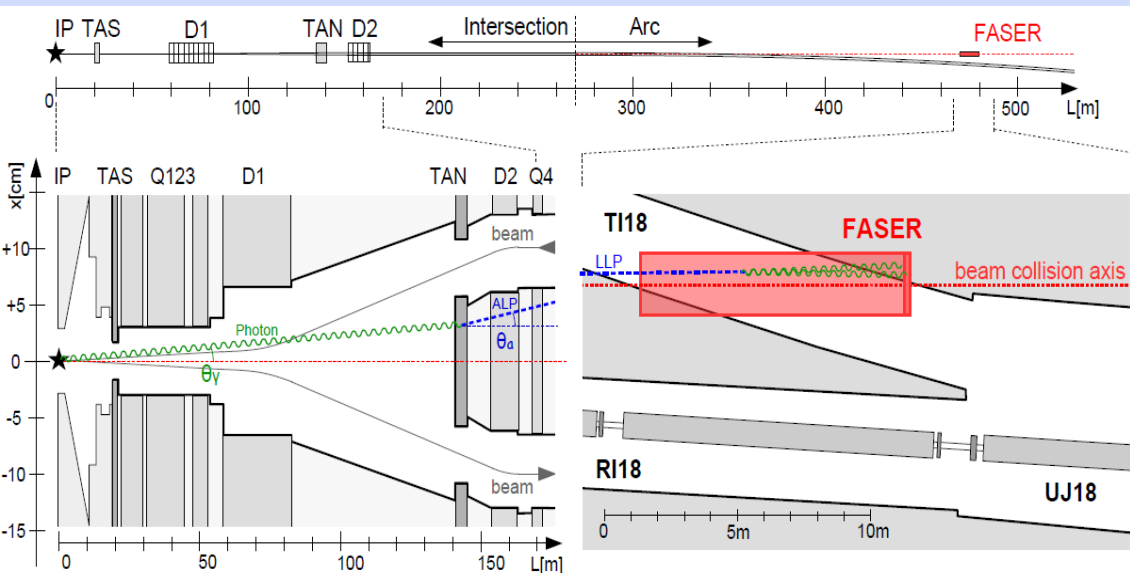 IP TAS D1 TAN D2 Intersection Arc FASER
0 100 200 300 400 500 L[m]
x[cm]
IP TAS Q123 D1 TAN D2 Q4
+10
+5
0
-5
-10
-15
beam
Photon
θγ
ALP
θa
beam
0 50 100 150 L[m]
TI18
FASER
LLP
beam collision axis
RI18
UJ18
0 5m 10m